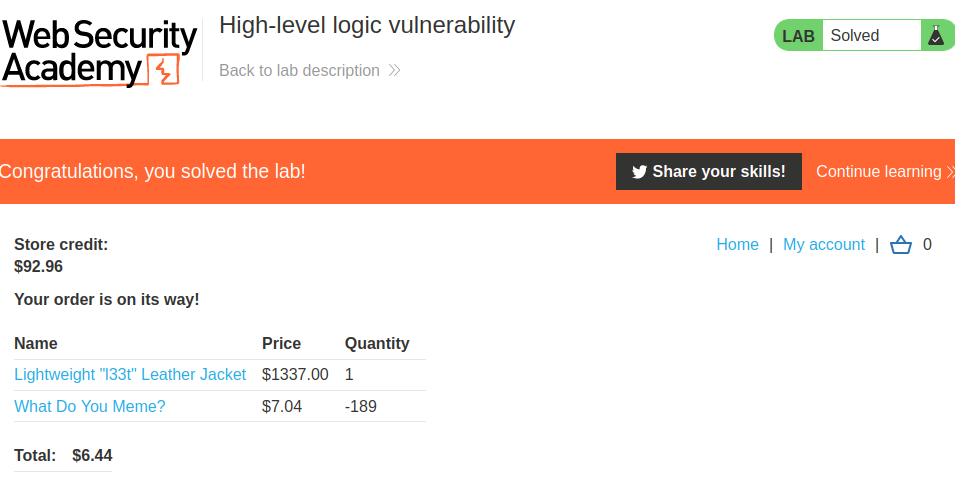 Web Security
Academy
High-level logic vulnerability
Back to lab description
LAB Solved
Congratulations, you solved the lab!
Share your skills!
Continue learning
Store credit:
$92.96
Home | My account | 0
Your order is on its way!
Name Price Quantity
Lightweight "l33t" Leather Jacket $1337.00 1
What Do You Meme? $7.04 -189
Total: $6.44